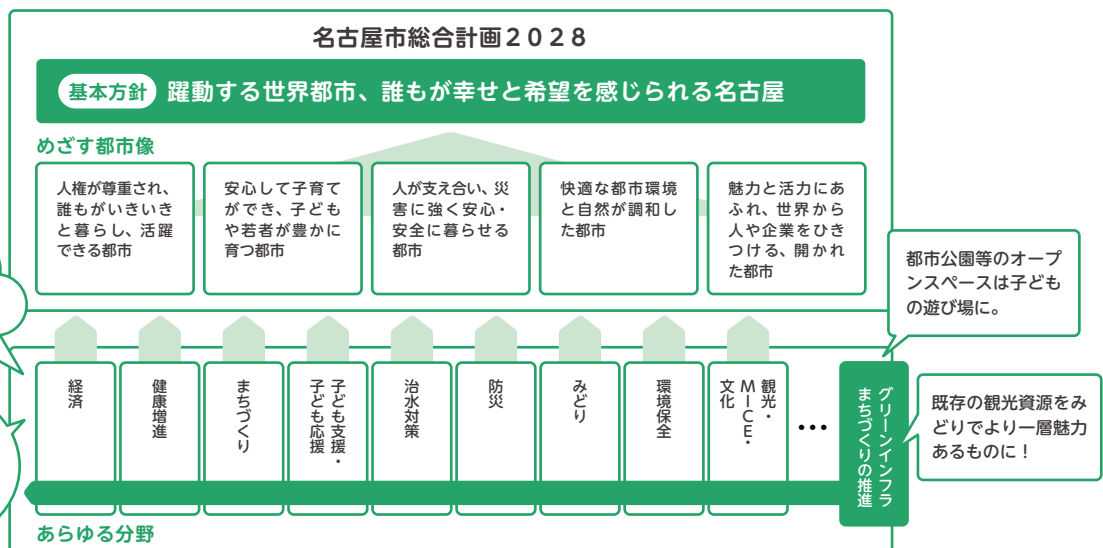 名古屋市総合計画２０２８
基本方針 躍動する世界都市、誰もが幸せと希望を感じられる名古屋
めざす都市像
人権が尊重され、
誰もがいきいき
と暮らし、活躍
できる都市
安心して子育て
ができ、子ども
や若者が豊かに
育つ都市
人が支え合い、災
害に強く安心・
安全に暮らせる
都市
快適な都市環境
と自然が調和し
た都市
魅力と活力にあ
ふれ、世界から
人や企業をひき
つける、開かれ
た都市
都市公園等のオープ
ンスペースは子ども
の遊び場に。
経済
健康増進
まちづくり
子ども支援・
子ども応援
治水対策
防災
みどり
環境保全
観光・
ＭＩＣＥ・
文化
…
グリーンインフラ
まちづくりの推進
既存の観光資源をみ
どりでより一層魅力
あるものに！
あらゆる分野